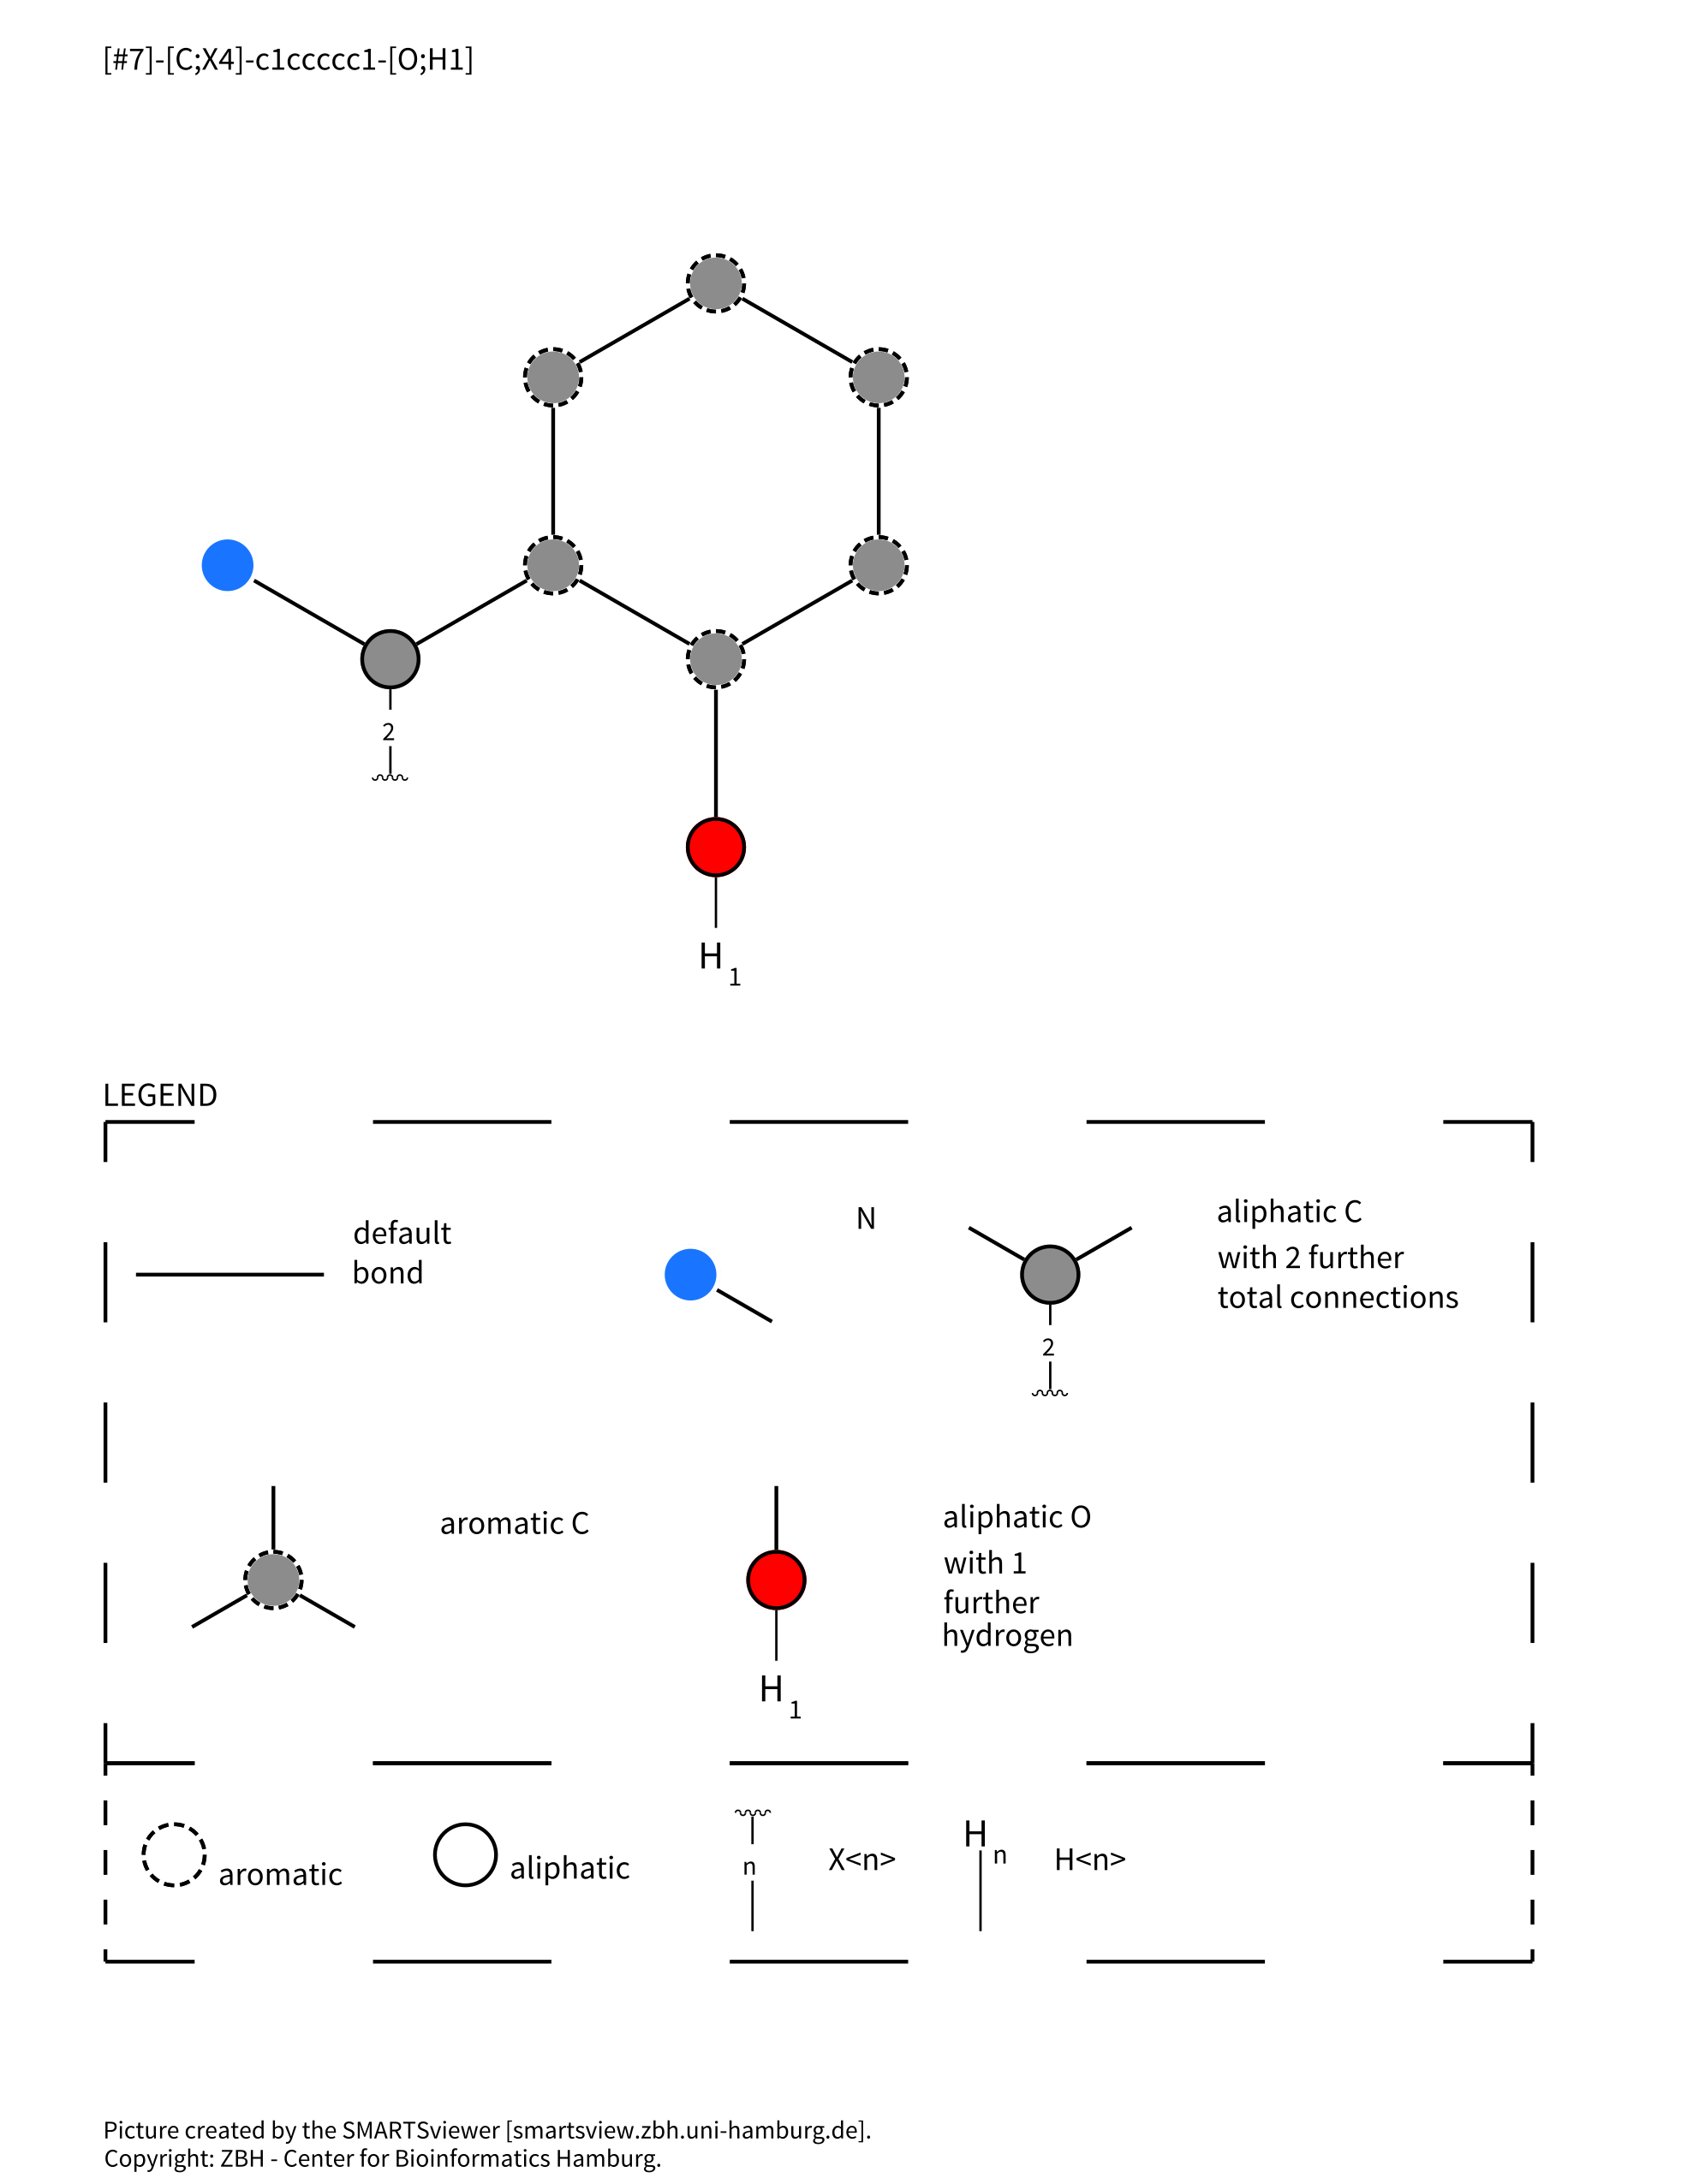 [#7]-[C;X4]-c1ccccc1-[O;H1]
2
H 1
LEGEND
default
bond
N
aliphatic C
with 2 further
total connections
2
aromatic C
aliphatic O
with 1
further
hydrogen
H 1
aromatic
aliphatic
n
X<n>
H n
H<n>
Picture created by the SMARTSviewer [smartsview.zbh.uni-hamburg.de].
Copyright: ZBH - Center for Bioinformatics Hamburg.